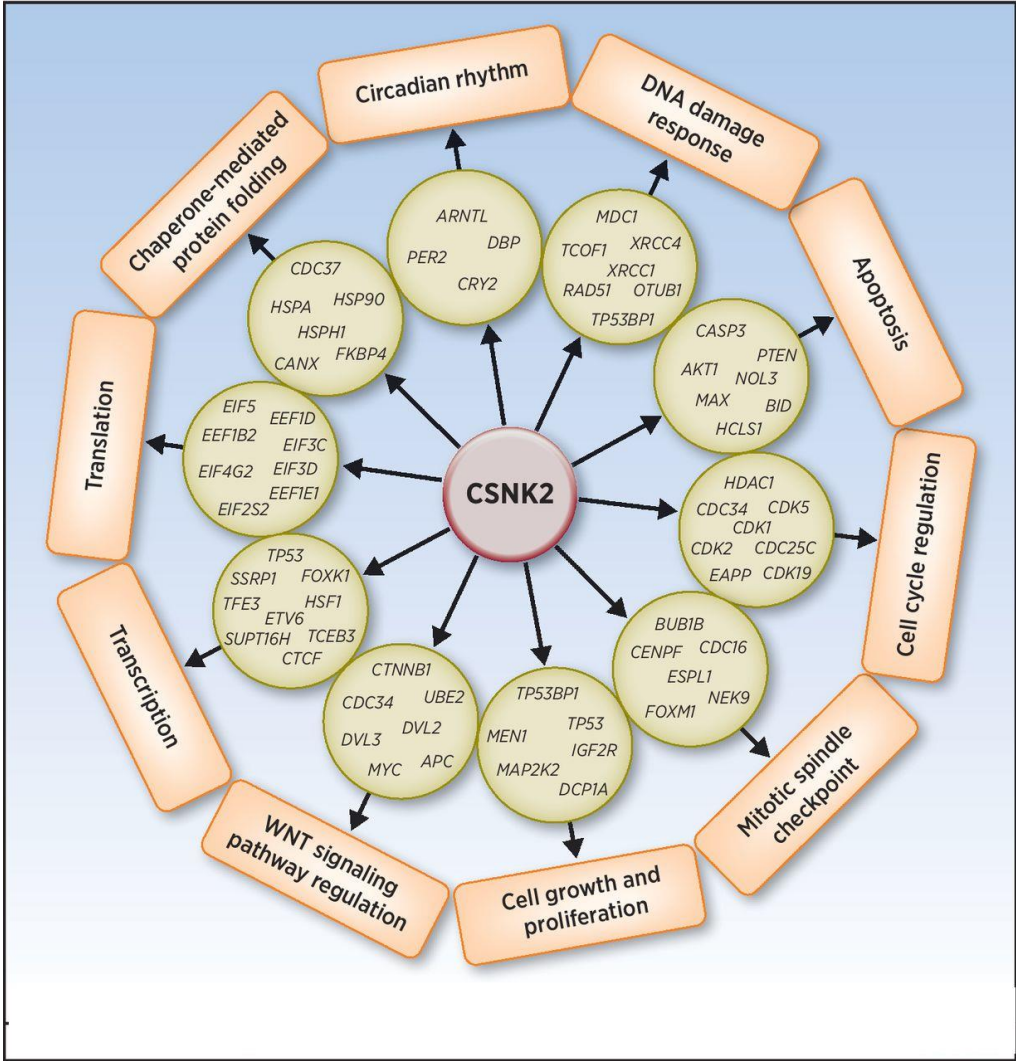 Circadian rhythm
DNA damage
response
Apoptosis
Cell cycle regulation
Mitotic spindle
checkpoint
Cell growth and
proliferation
WNT signaling
pathway regulation
Transcription
Translation
Chaperone-mediated
protein folding
ARNTL
DBP
PER2
CRY2
MDC1
TCOF1 XRCC4
XRCC1
RAD51 OTUB1
TP53BP1
CASP3
PTEN
AKT1
NOL3
MAX
BID
HCLS1
HDAC1
CDC34 CDK5
CDK1
CDK2 CDC25C
EAPP CDK19
BUB1B
CENPF CDC16
ESPL1
NEK9
FOXM1
TP53BP1
TP53
MEN1
IGF2R
MAP2K2
DCP1A
CTNNB1
CDC34 UBE2
DVL2
DVL3
APC
MYC
TP53
SSRP1 FOXK1
TFE3 HSF1
ETV6
SUPT16H TCEB3
CTCF
EIF5
EEF1D
EEF1B2
EIF3C
EIF4G2 EIF3D
EEF1E1
EIF2S2
CDC37
HSPA HSP90
HSPH1
CANX FKBP4
CSNK2